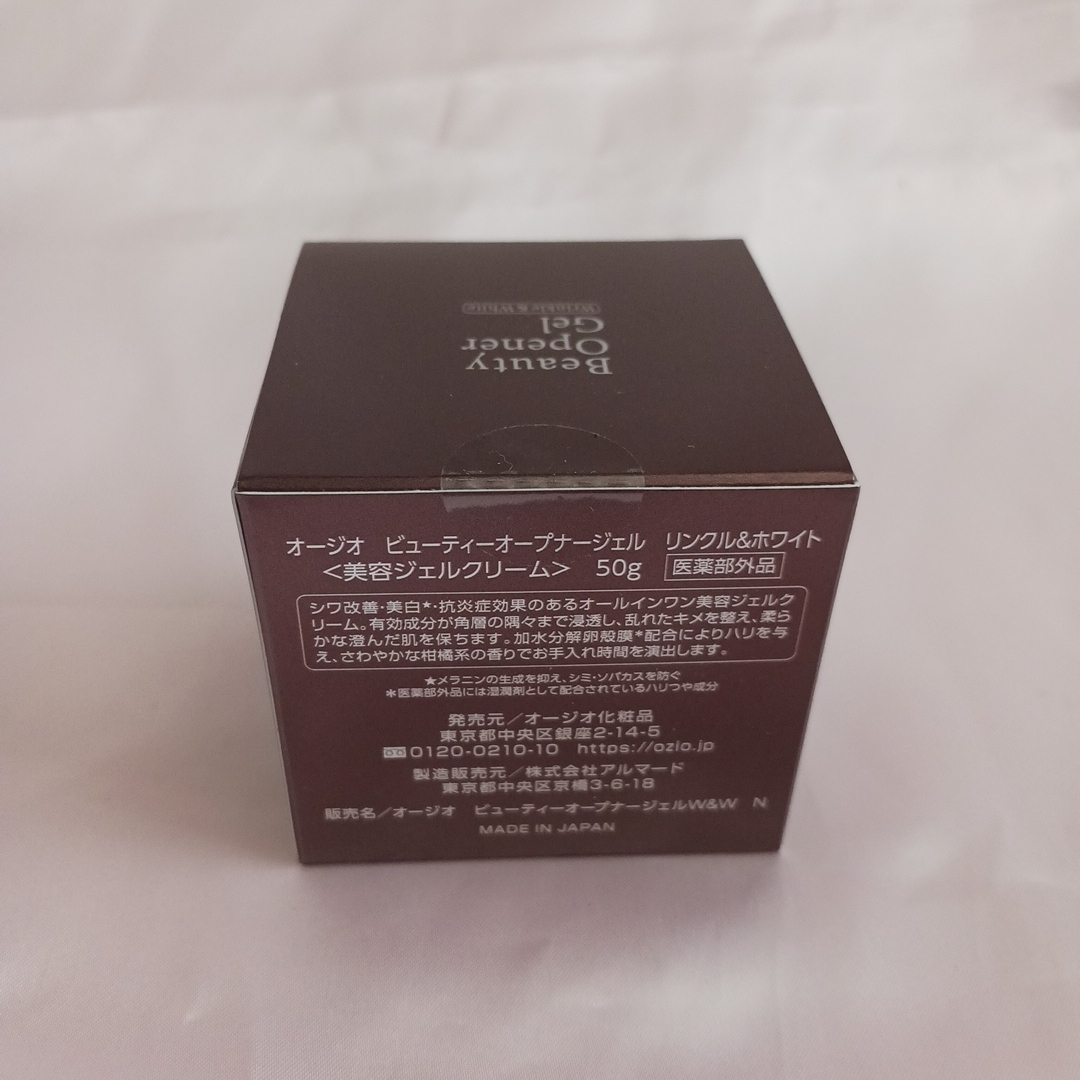 Beauty
Opener
Gel
Wrinkle & White
オージオ ビューティーオープナージェル リンクル&ホワイト
＜美容ジェルクリーム＞ 50g 医薬部外品
シワ改善・美白★・抗炎症効果のあるオールインワン美容ジェルク
リーム。有効成分が角層の隅々まで浸透し、乱れたキメを整え、柔ら
かな澄んだ肌を保ちます。加水分解卵殻膜*配合によりハリを与
え、さわやかな柑橘系の香りでお手入れ時間を演出します。
★メラニンの生成を抑え、シミ・ソバカスを防ぐ
*医薬部外品には湿潤剤として配合されているハリつや成分
発売元／オージオ化粧品
東京都中央区銀座2-14-5
0120-0210-10 https://ozio.jp
製造販売元／株式会社アルマード
東京都中央区京橋3-6-18
販売名／オージオ ビューティーオープナージェルW&W N
MADE IN JAPAN